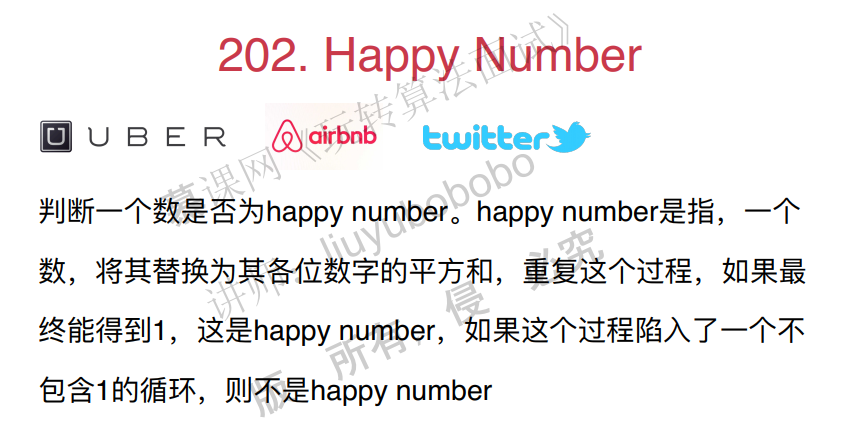 202. Happy Number
UBER airbnb twitter
判断一个数是否为happy number。happy number是指，一个
数，将其替换为其各位数字的平方和，重复这个过程，如果最
终能得到1，这是happy number，如果这个过程陷入了一个不
包含1的循环，则不是happy number
慕课网《玩转算法面试》
讲师：liuyubobobo
版 所有，侵 必究